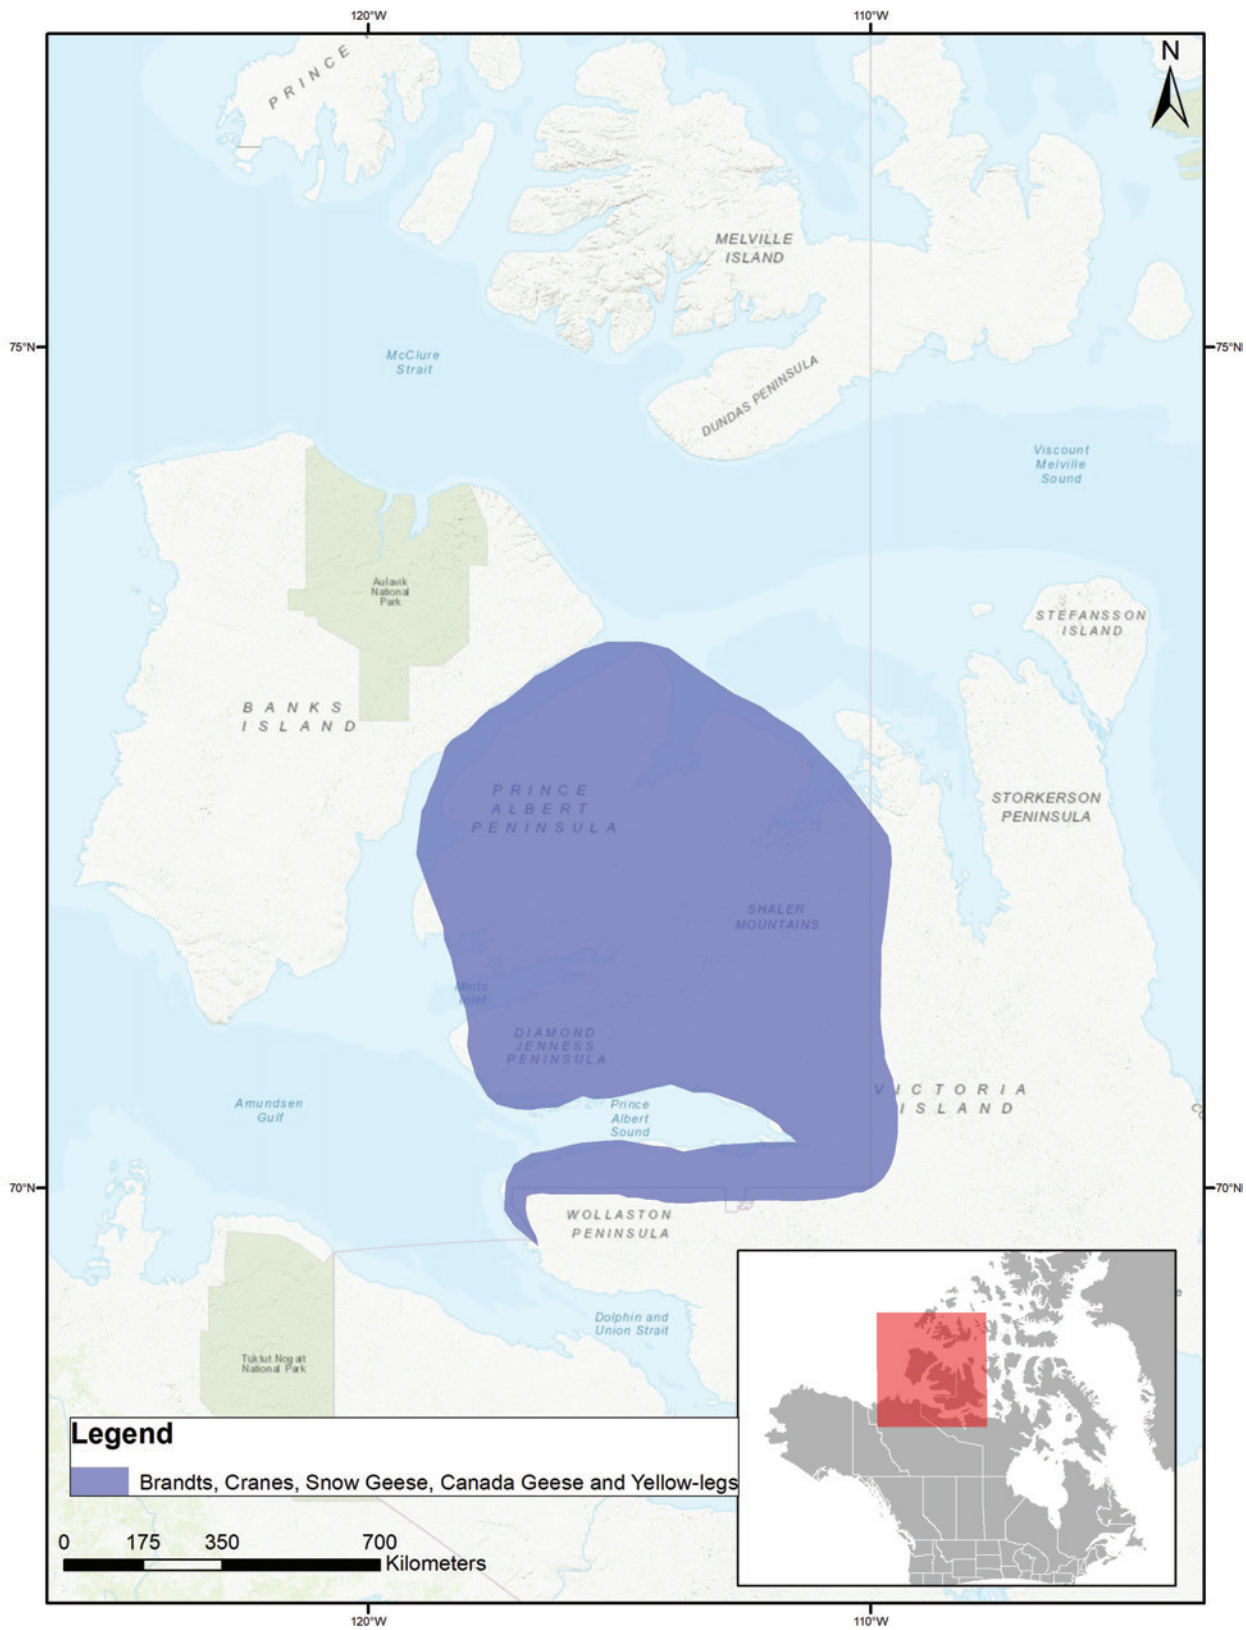 120°W
110°W
N
PRINCE
MELVILLE
ISLAND
75°N
75°N
McClure
Strait
DUNDAS PENINSULA
Viscount
Melville
Sound
Aulavik
National
Park
STEFANSSON
ISLAND
BANKS
ISLAND
PRINCE
ALBERT
PENINSULA
STORKERSON
PENINSULA
SHALER
MOUNTAINS
Minto
Inlet
DIAMOND
JENNESS
PENINSULA
VICTORIA
ISLAND
Amundsen
Gulf
Prince
Albert
Sound
70°N
70°N
WOLLASTON
PENINSULA
Dolphin and
Union Strait
Tuktut Nogait
National Park
Legend
Brandts, Cranes, Snow Geese, Canada Geese and Yellow-legs
0 175 350 700
Kilometers
120°W
110°W